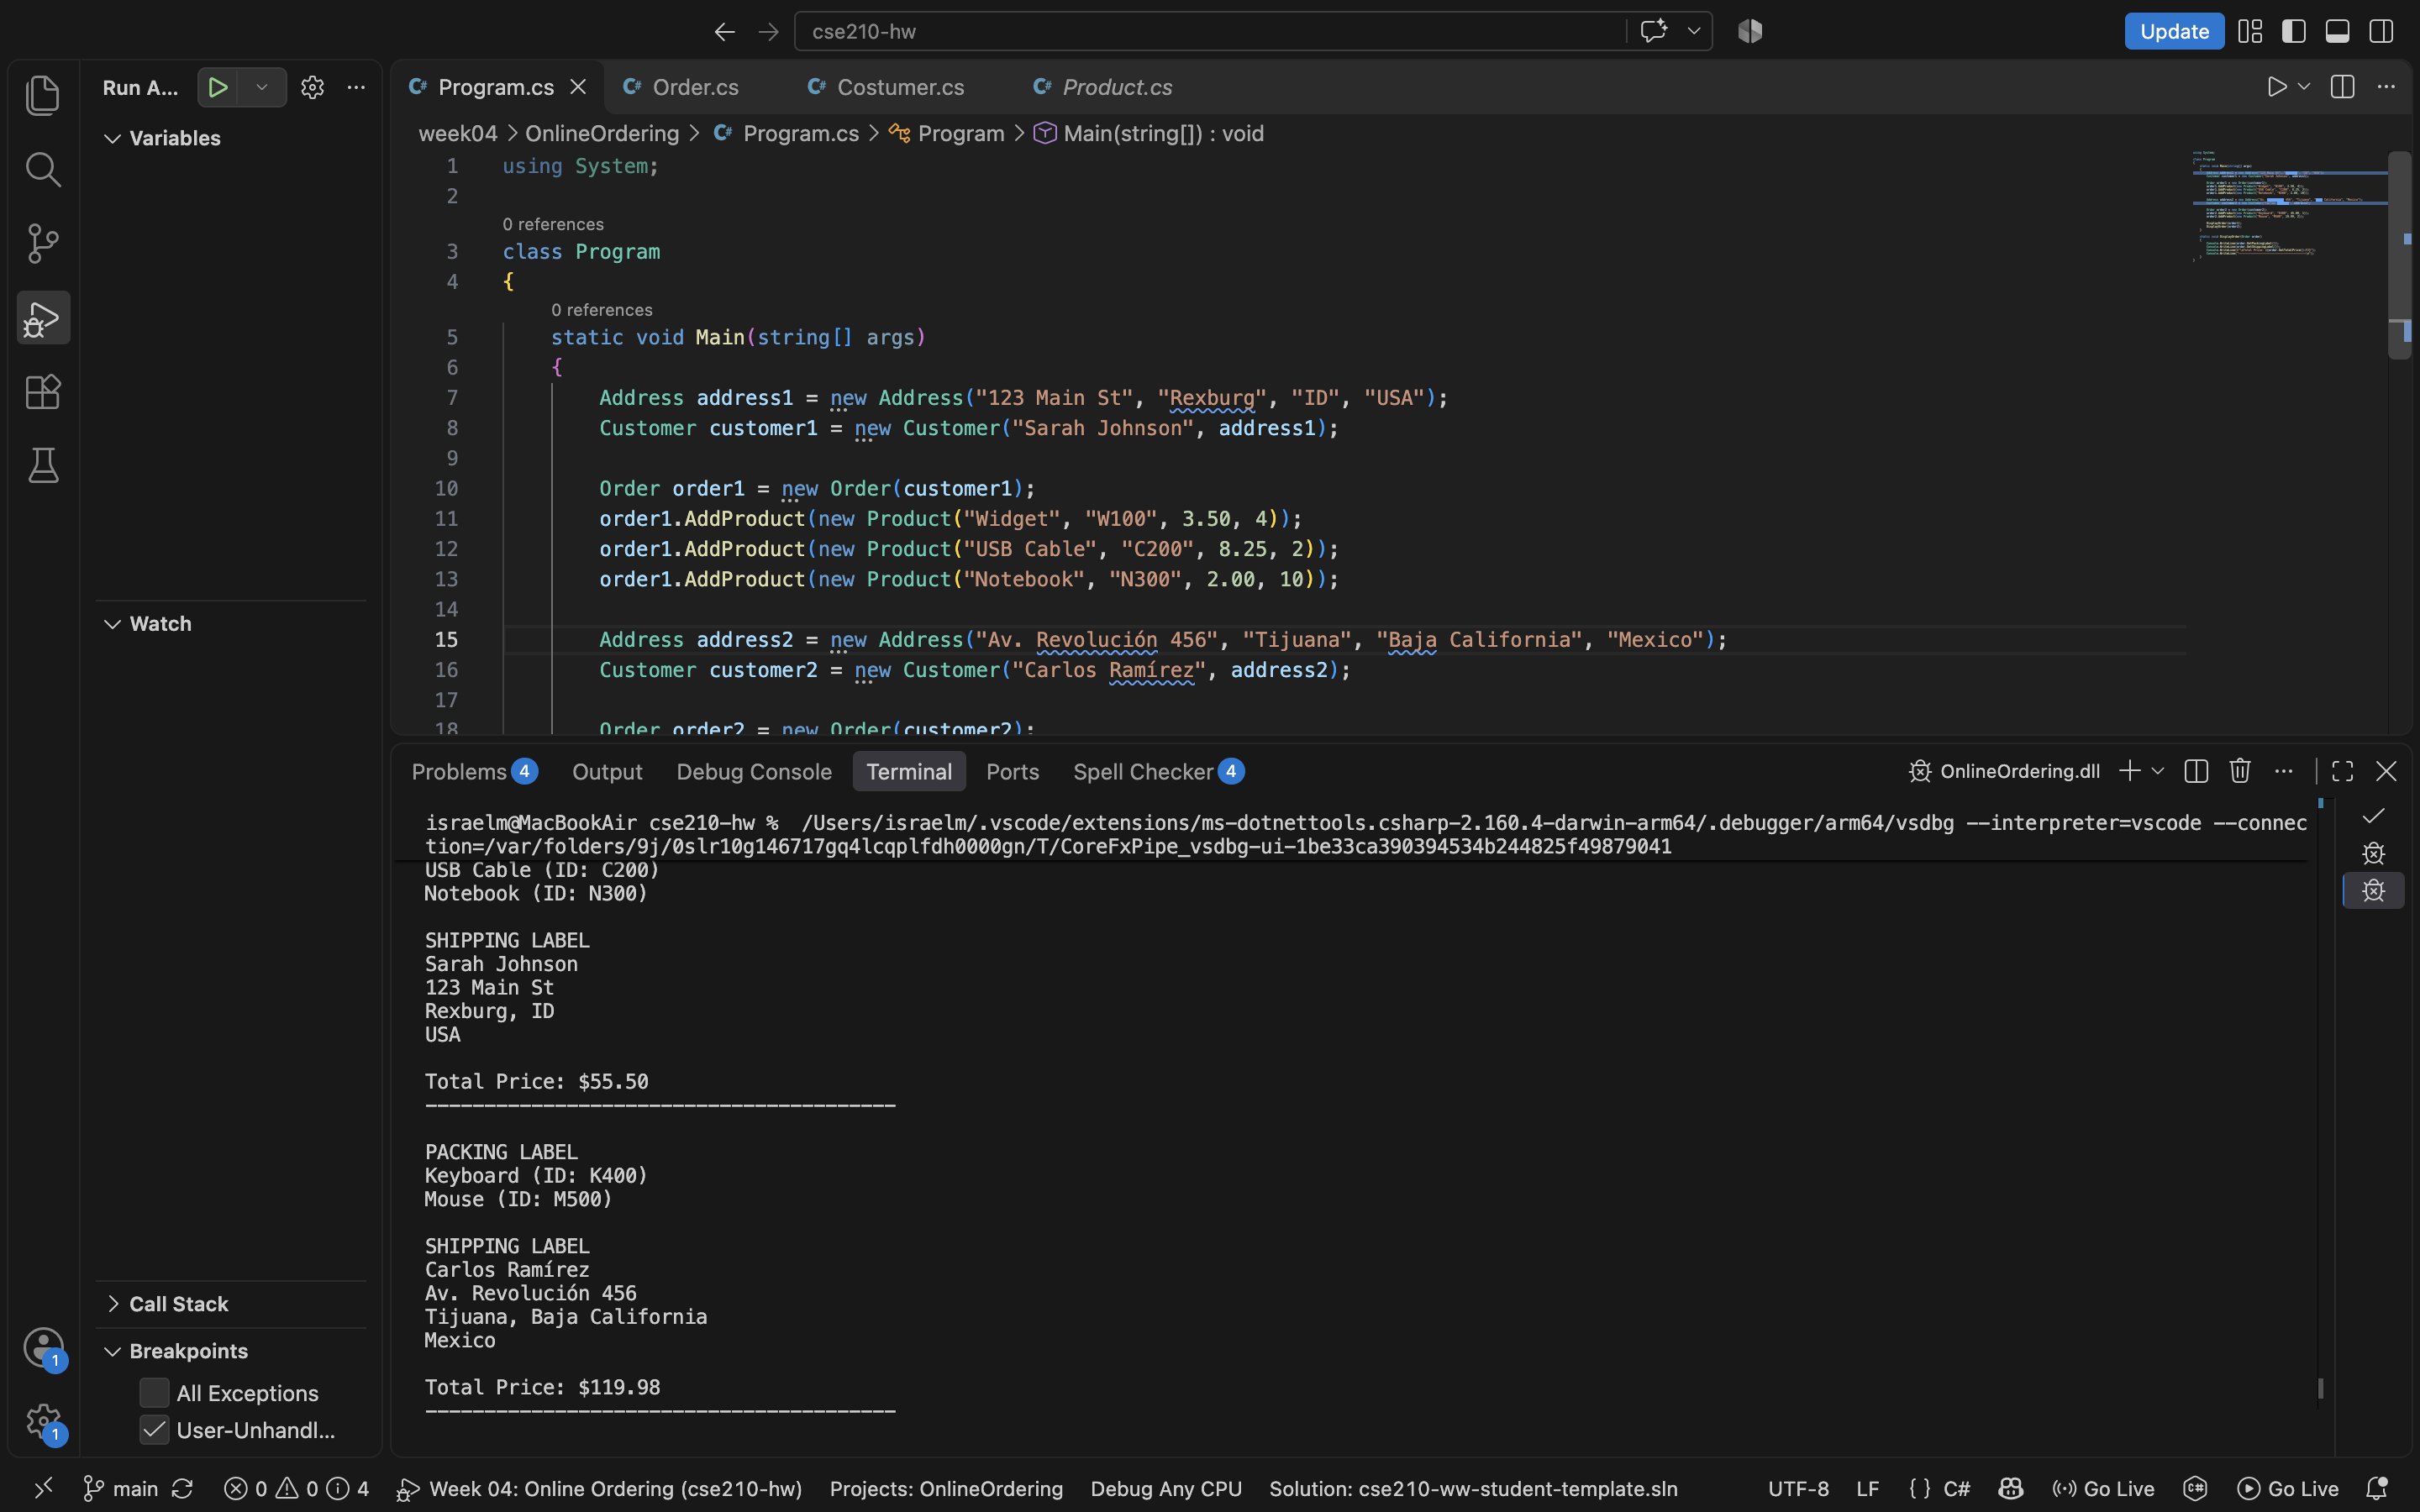 cse210-hw
Update
Run A...
Program.cs
Order.cs
Costumer.cs
Product.cs
Variables
Watch
Call Stack
Breakpoints
All Exceptions
User-Unhandl...
week04 > OnlineOrdering > Program.cs > Program > Main(string[]) : void
1 using System;
2
0 references
3 class Program
4 {
0 references
5 static void Main(string[] args)
6 {
7 Address address1 = new Address("123 Main St", "Rexburg", "ID", "USA");
8 Customer customer1 = new Customer("Sarah Johnson", address1);
9
10 Order order1 = new Order(customer1);
11 order1.AddProduct(new Product("Widget", "W100", 3.50, 4));
12 order1.AddProduct(new Product("USB Cable", "C200", 8.25, 2));
13 order1.AddProduct(new Product("Notebook", "N300", 2.00, 10));
14
15 Address address2 = new Address("Av. Revolución 456", "Tijuana", "Baja California", "Mexico");
16 Customer customer2 = new Customer("Carlos Ramírez", address2);
17
18 Order order2 = new Order(customer2);
Problems 4
Output
Debug Console
Terminal
Ports
Spell Checker 4
OnlineOrdering.dll
israelm@MacBookAir cse210-hw % /Users/israelm/.vscode/extensions/ms-dotnettools.csharp-2.160.4-darwin-arm64/.debugger/arm64/vsdbg --interpreter=vscode --connec
tion=/var/folders/9j/0slr10g146717gq4lcqplfdh0000gn/T/CoreFxPipe_vsdbg-ui-1be33ca390394534b244825f49879041
USB Cable (ID: C200)
Notebook (ID: N300)
SHIPPING LABEL
Sarah Johnson
123 Main St
Rexburg, ID
USA
Total Price: $55.50
----------------------------------------
PACKING LABEL
Keyboard (ID: K400)
Mouse (ID: M500)
SHIPPING LABEL
Carlos Ramírez
Av. Revolución 456
Tijuana, Baja California
Mexico
Total Price: $119.98
----------------------------------------
1
1
main
0 0 4
Week 04: Online Ordering (cse210-hw)
Projects: OnlineOrdering
Debug Any CPU
Solution: cse210-ww-student-template.sln
UTF-8
LF
{ } C#
Go Live
Go Live